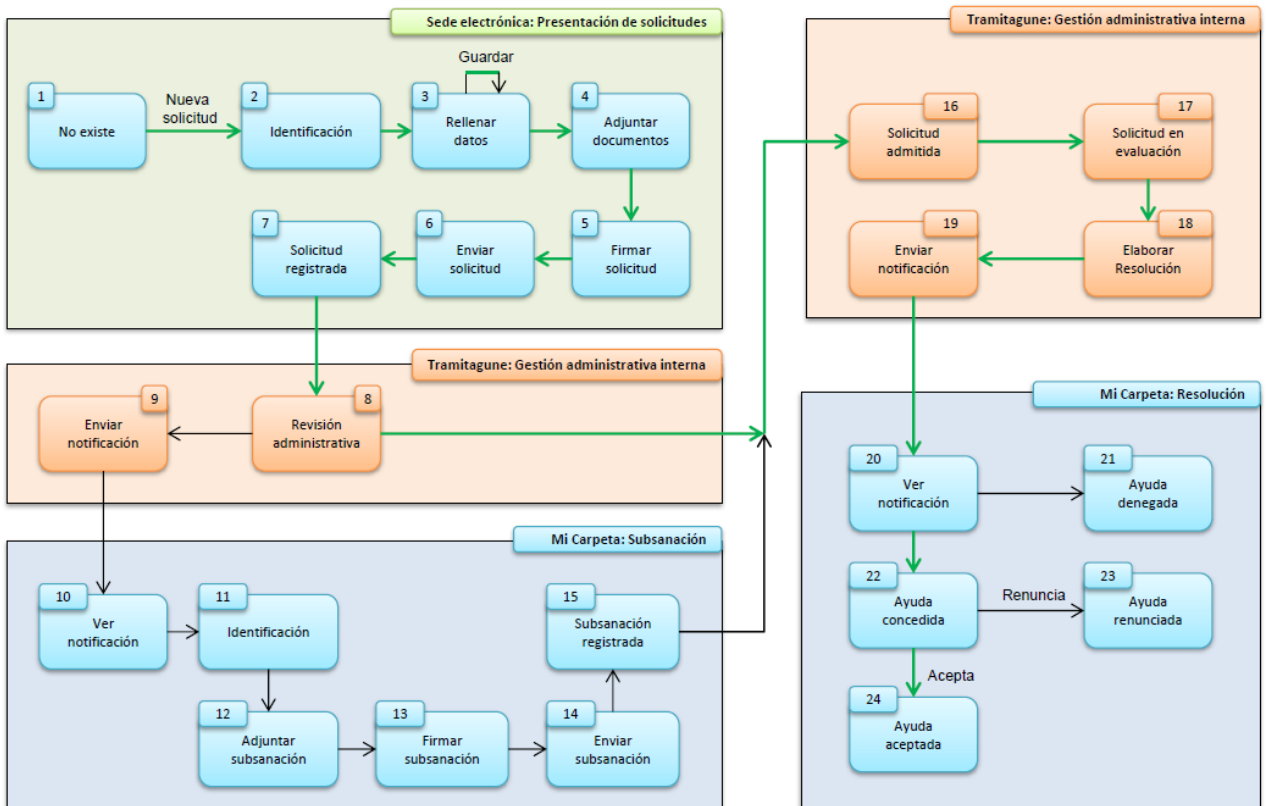 Sede electrónica: Presentación de solicitudes
Guardar
1
No existe
Nueva
solicitud
2
Identificación
3
Rellenar
datos
4
Adjuntar
documentos
5
Firmar
solicitud
6
Enviar
solicitud
7
Solicitud
registrada
Tramitagune: Gestión administrativa interna
8
Revisión
administrativa
9
Enviar
notificación
Mi Carpeta: Subsanación
10
Ver
notificación
11
Identificación
12
Adjuntar
subsanación
13
Firmar
subsanación
14
Enviar
subsanación
15
Subsanación
registrada
Tramitagune: Gestión administrativa interna
16
Solicitud
admitida
17
Solicitud en
evaluación
18
Elaborar
Resolución
19
Enviar
notificación
Mi Carpeta: Resolución
20
Ver
notificación
21
Ayuda
denegada
22
Ayuda
concedida
Renuncia
23
Ayuda
renunciada
Acepta
24
Ayuda
aceptada